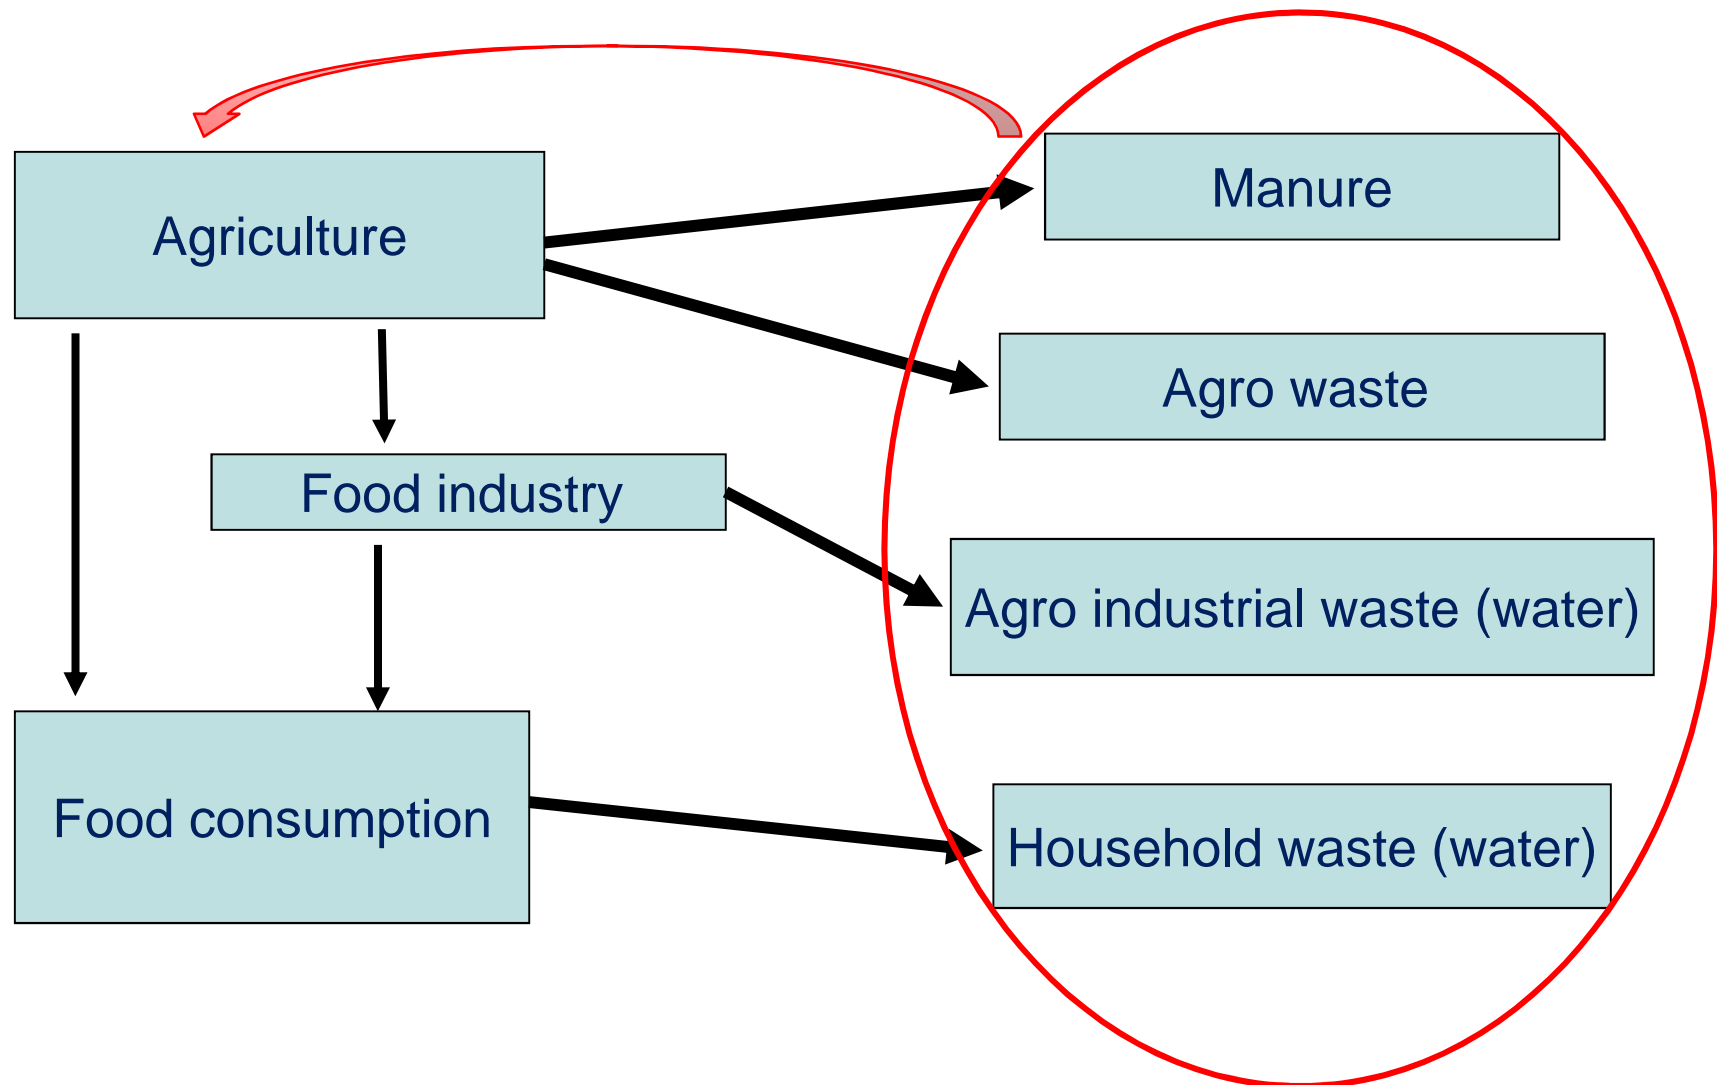 Agriculture
Manure
Agro waste
Food industry
Agro industrial waste (water)
Food consumption
Household waste (water)